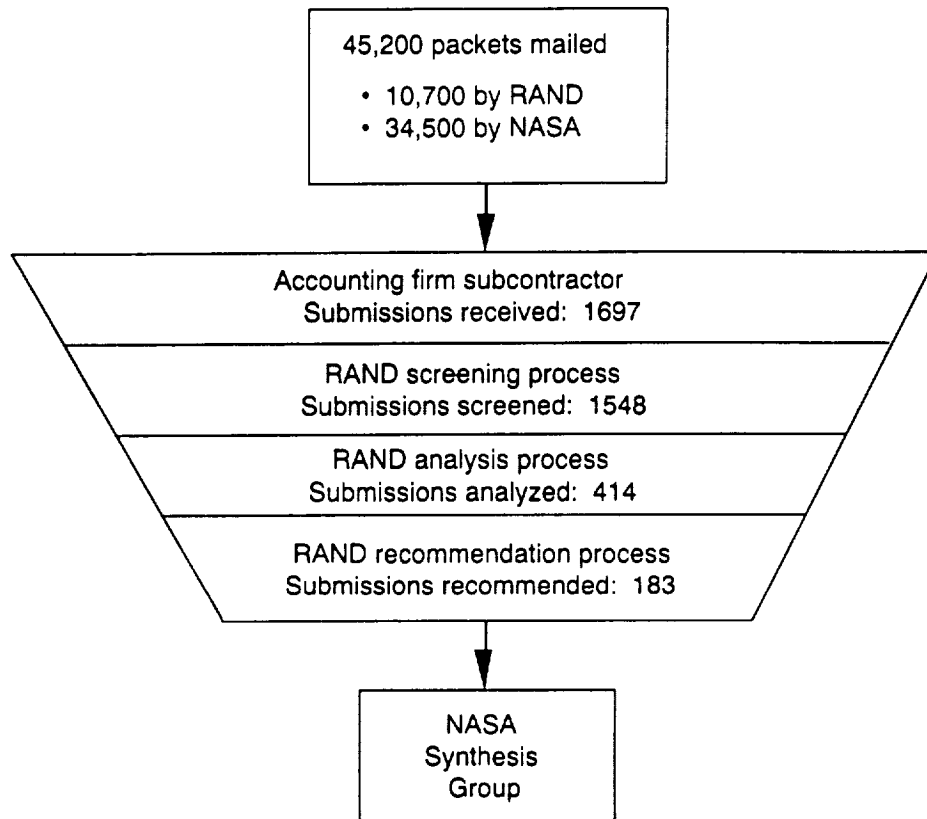 45,200 packets mailed
• 10,700 by RAND
• 34,500 by NASA
Accounting firm subcontractor
Submissions received: 1697
RAND screening process
Submissions screened: 1548
RAND analysis process
Submissions analyzed: 414
RAND recommendation process
Submissions recommended: 183
NASA
Synthesis
Group